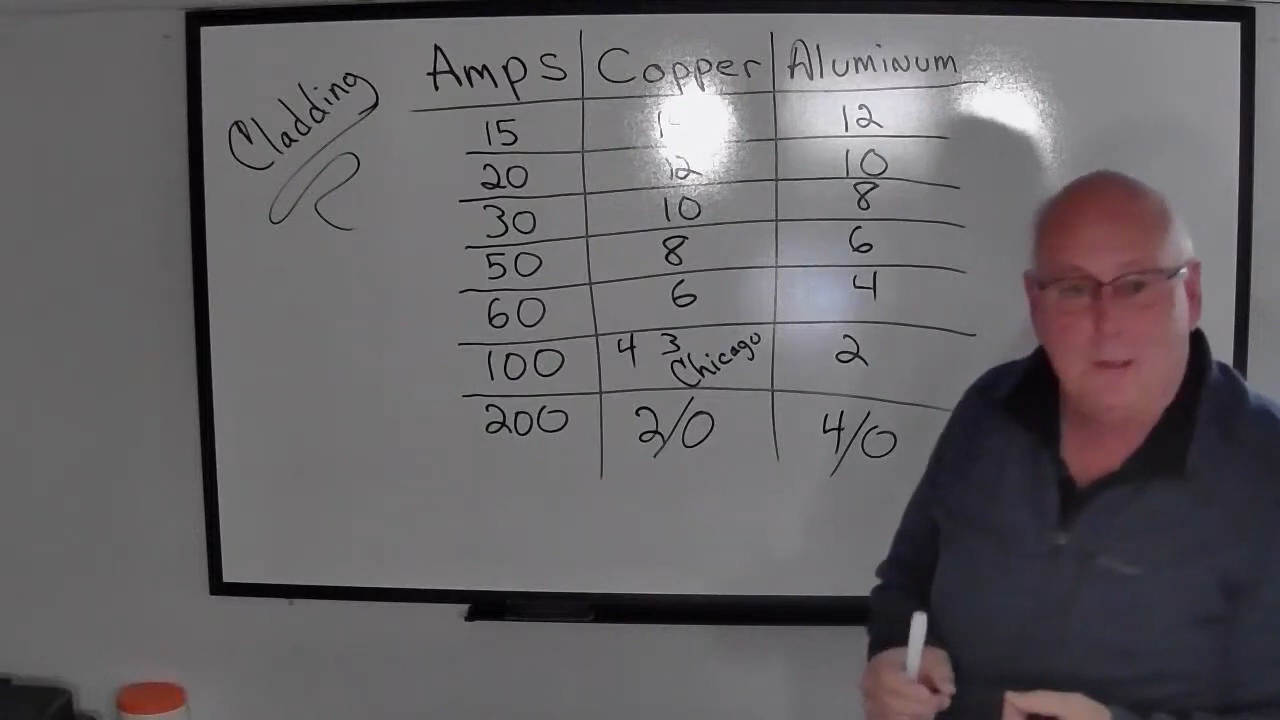 Cladding
Amps Copper Aluminum
15 12
20 12 10
30 10 8
50 8 6
60 6 4
100 4 3 Chicago 2
200 2/0 4/0